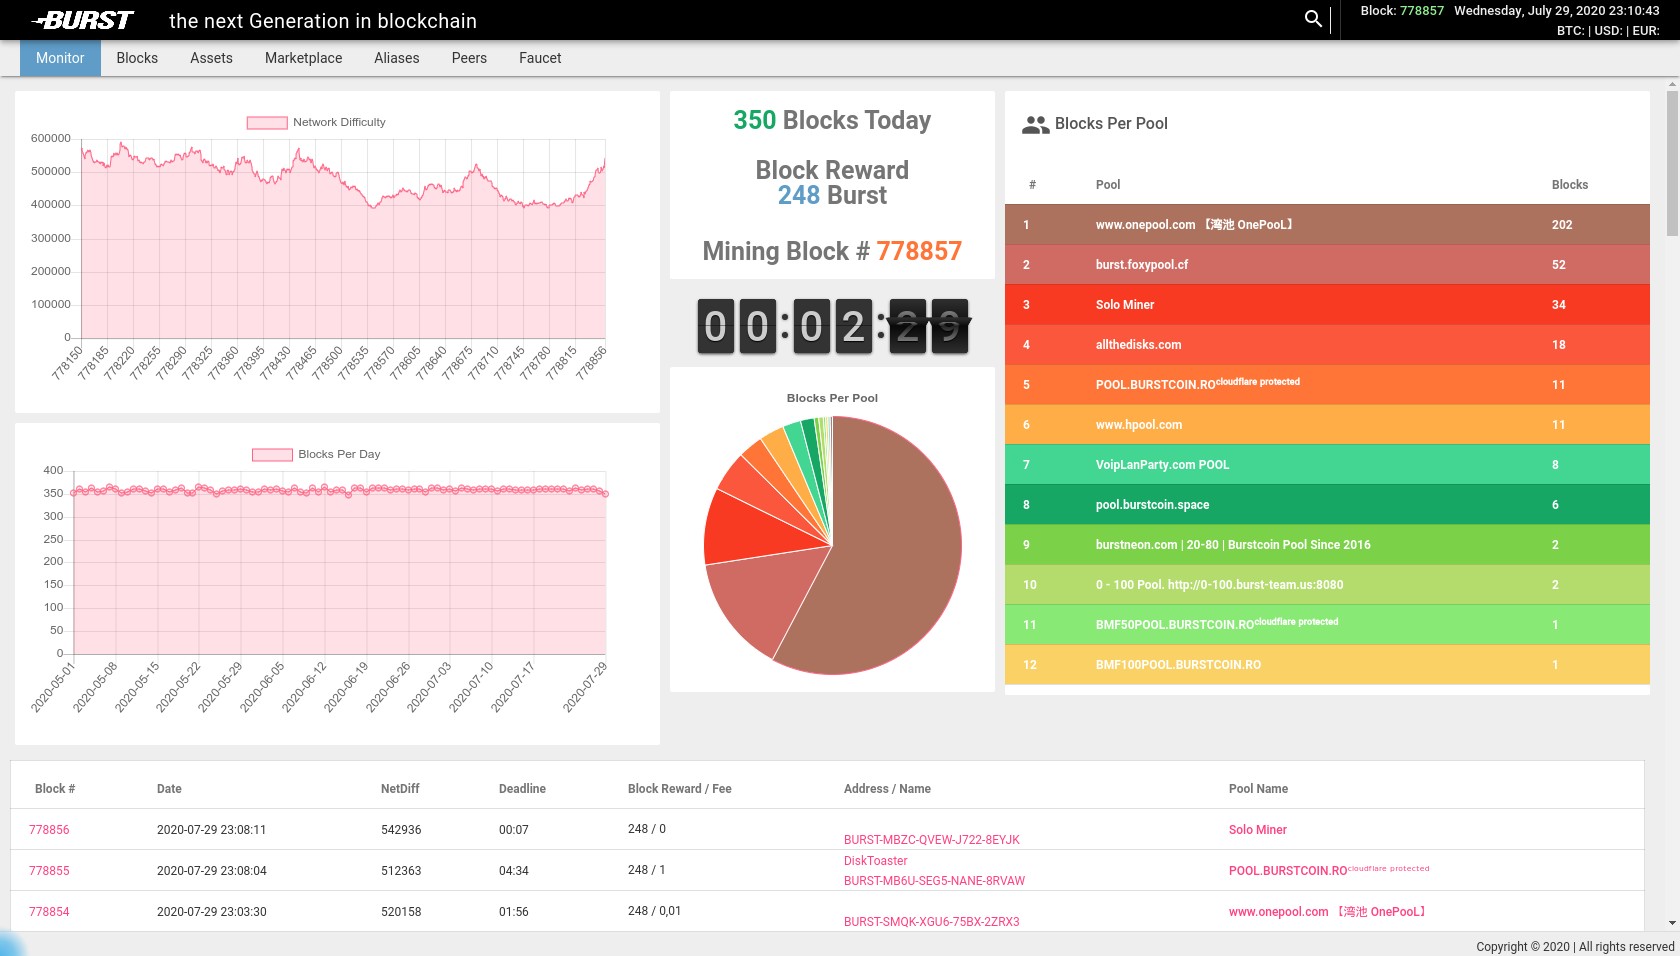 BURST
the next Generation in blockchain
Block: 778857 Wednesday, July 29, 2020 23:10:43
BTC: | USD: | EUR:
Monitor Blocks Assets Marketplace Aliases Peers Faucet
Network Difficulty
600000
500000
400000
300000
200000
100000
0
778150 778185 778220 778255 778290 778325 778360 778395 778430 778465 778500 778535 778570 778605 778640 778675 778710 778745 778780 778815 778856
Blocks Per Day
400
350
300
250
200
150
100
50
0
2020-05-01 2020-05-08 2020-05-15 2020-05-22 2020-05-29 2020-06-05 2020-06-12 2020-06-19 2020-06-26 2020-07-03 2020-07-10 2020-07-17 2020-07-29
350 Blocks Today
Block Reward
248 Burst
Mining Block # 778857
00:02:29
Blocks Per Pool
Blocks Per Pool
# Pool Blocks
1 www.onepool.com 【湾池 OnePooL】 202
2 burst.foxypool.cf 52
3 Solo Miner 34
4 allthedisks.com 18
5 POOL.BURSTCOIN.RO cloudflare protected 11
6 www.hpool.com 11
7 VoipLanParty.com POOL 8
8 pool.burstcoin.space 6
9 burstneon.com | 20-80 | Burstcoin Pool Since 2016 2
10 0 - 100 Pool. http://0-100.burst-team.us:8080 2
11 BMF50POOL.BURSTCOIN.RO cloudflare protected 1
12 BMF100POOL.BURSTCOIN.RO 1
Block # Date NetDiff Deadline Block Reward / Fee Address / Name Pool Name
778856 2020-07-29 23:08:11 542936 00:07 248 / 0 BURST-MBZC-QVEW-J722-8EYJK Solo Miner
778855 2020-07-29 23:08:04 512363 04:34 248 / 1 DiskToaster
BURST-MB6U-SEG5-NANE-8RVAW POOL.BURSTCOIN.RO cloudflare protected
778854 2020-07-29 23:03:30 520158 01:56 248 / 0,01 BURST-SMQK-XGU6-75BX-2ZRX3 www.onepool.com 【湾池 OnePooL】
Copyright © 2020 | All rights reserved